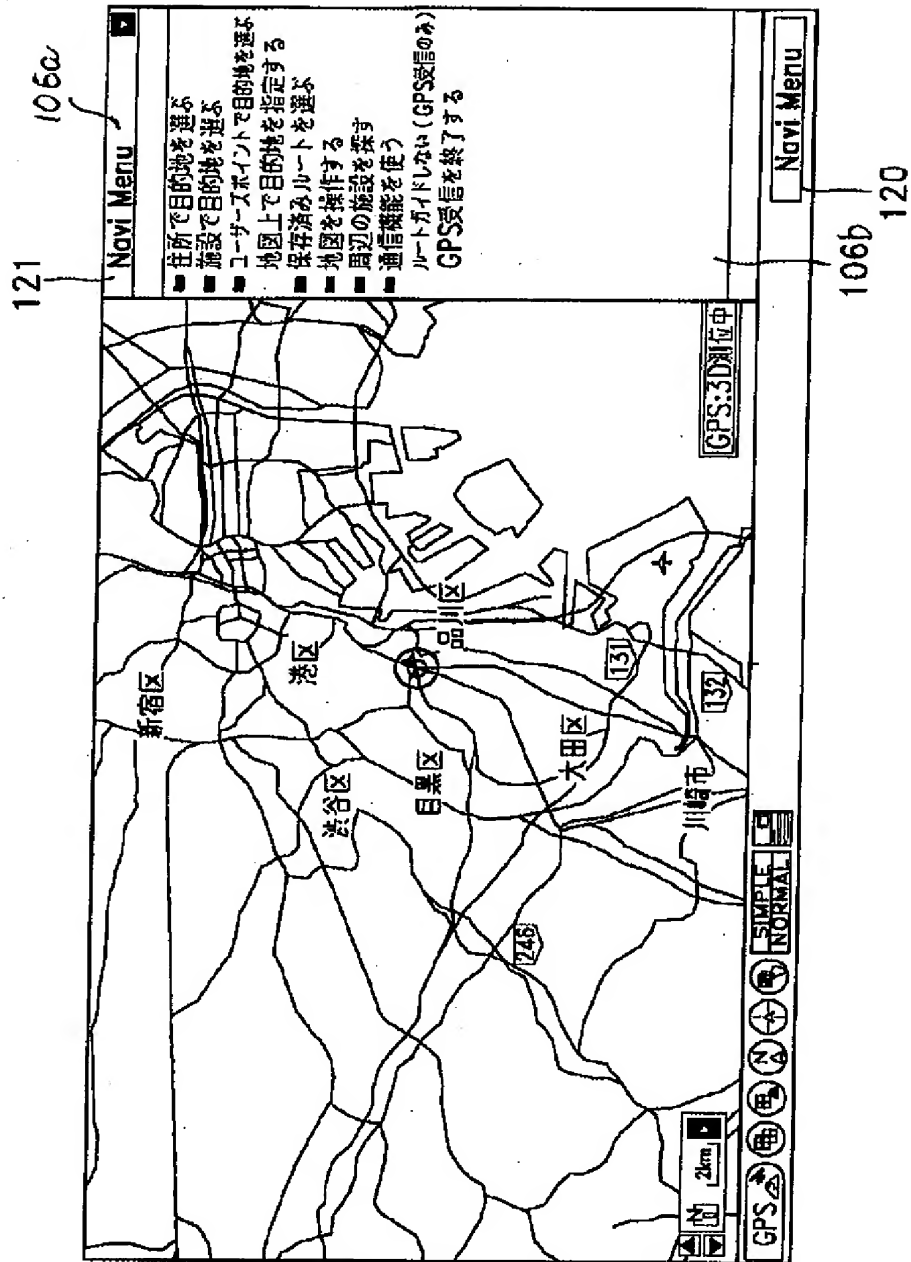 121
106a
Navi Menu
住所で目的地を選ぶ
施設で目的地を選ぶ
ユーザーズポイントで目的地を選ぶ
地図上で目的地を指定する
保存済みルートを選ぶ
地図を操作する
周辺の施設を探す
通信機能を使う
ルートガイドしない(GPS受信のみ)
GPS受信を終了する
新宿区
港区
渋谷区
品川区
目黒区
大田区
131
川崎市
132
246
GPS:3D測位中
2km
GPS
N
SIMPLE
NORMAL
Navi Menu
106b
120